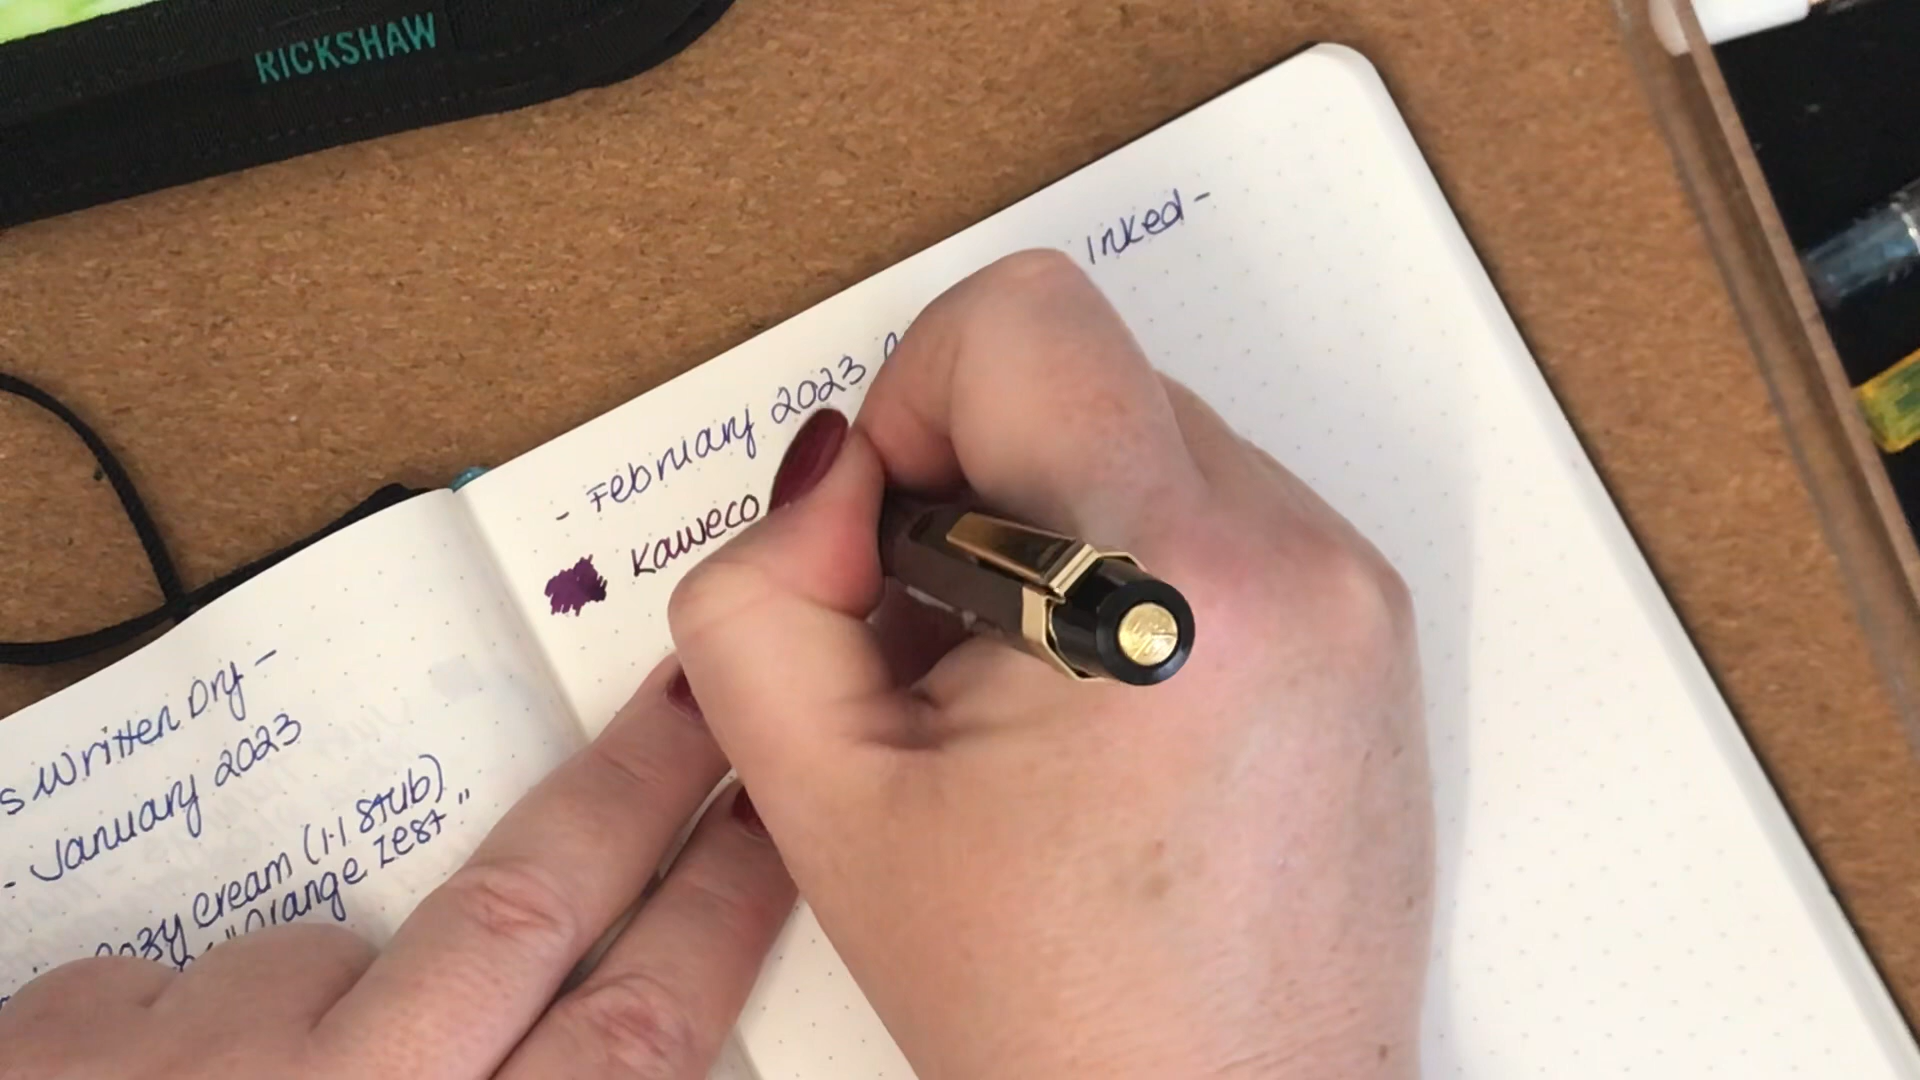 RICKSHAW
s Written Dry -
- January 2023
cozy cream (1.1 stub)
"Orange Zest"
- February 2023 Inked -
Kaweco